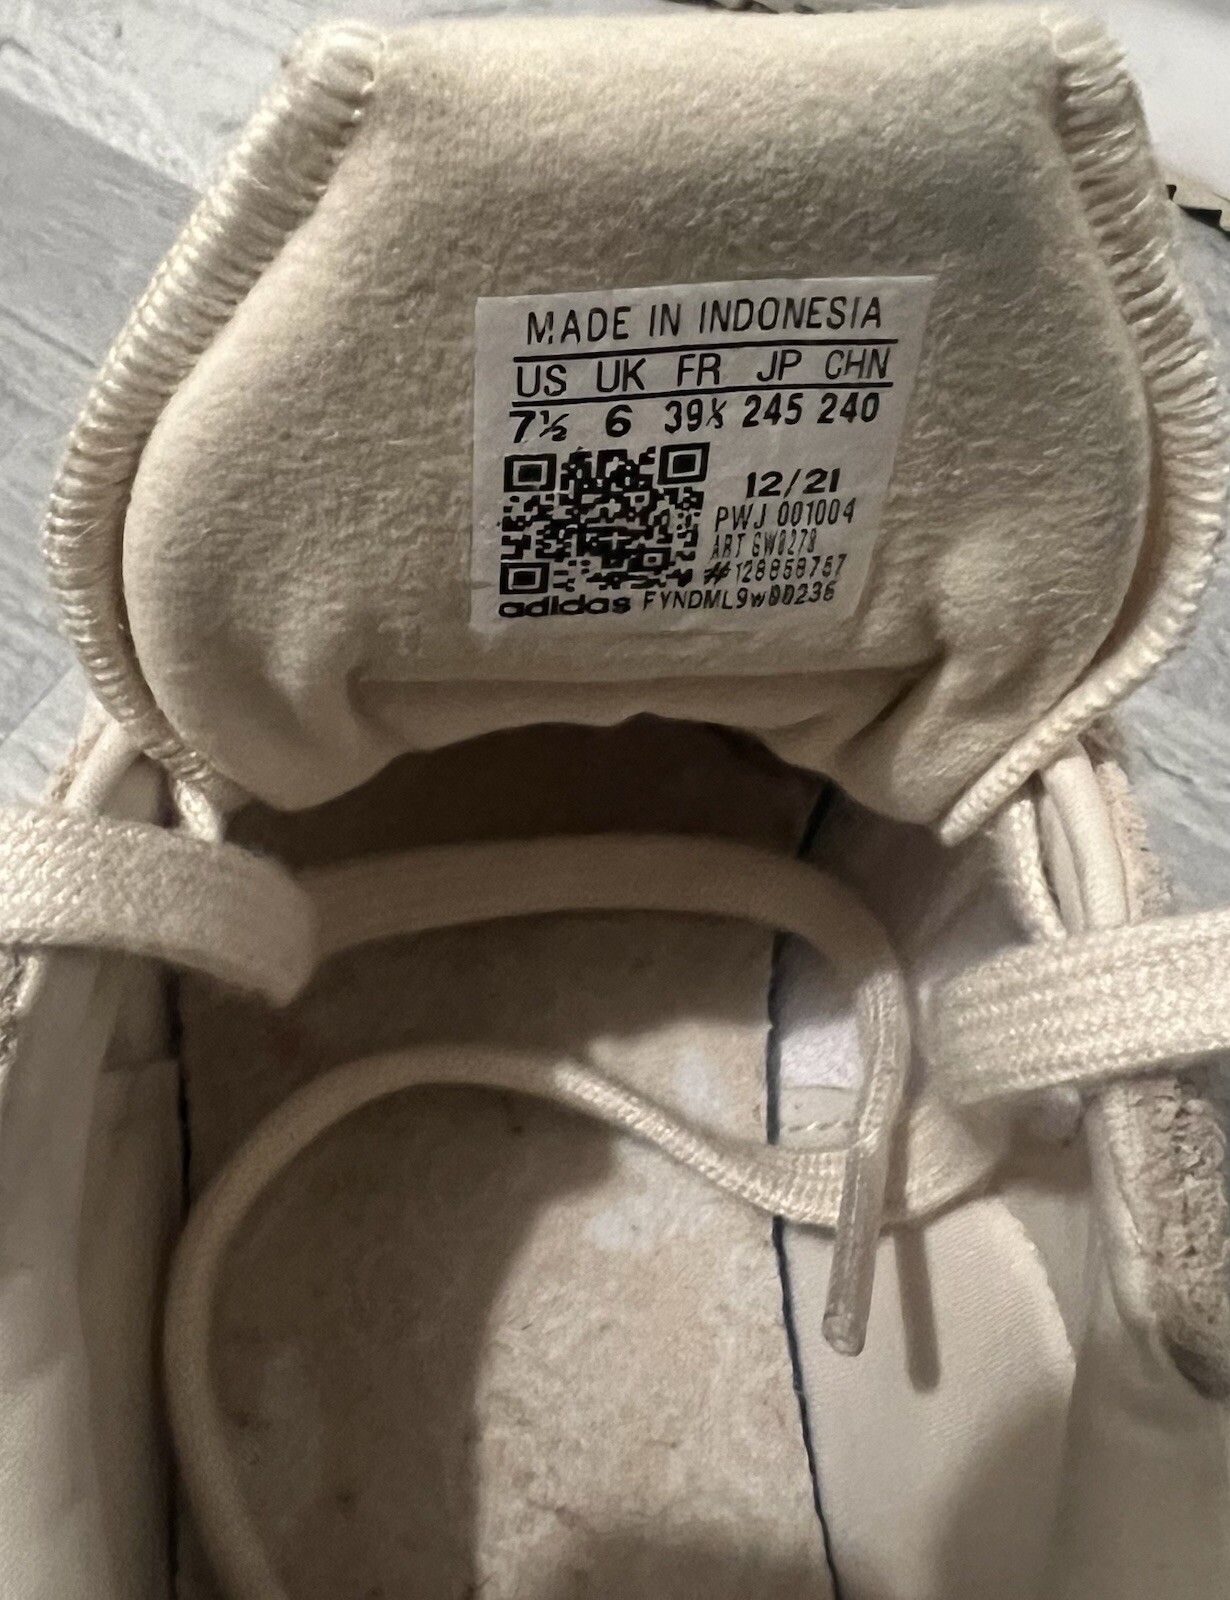 MADE IN INDONESIA
US UK FR JP CHN
7½ 6 39⅓ 245 240
12/21
PWJ 001004
ART GW0278
#128858757
adidas FYNDML9w00236